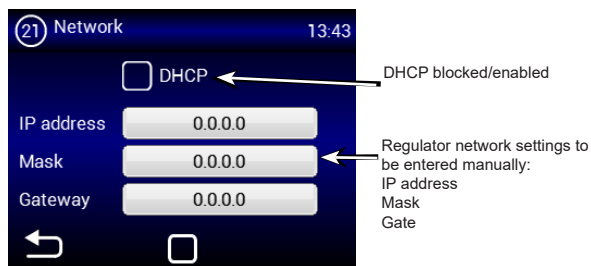 21 Network 13:43
DHCP
DHCP blocked/enabled
IP address 0.0.0.0
Mask 0.0.0.0
Gateway 0.0.0.0
Regulator network settings to
be entered manually:
IP address
Mask
Gate